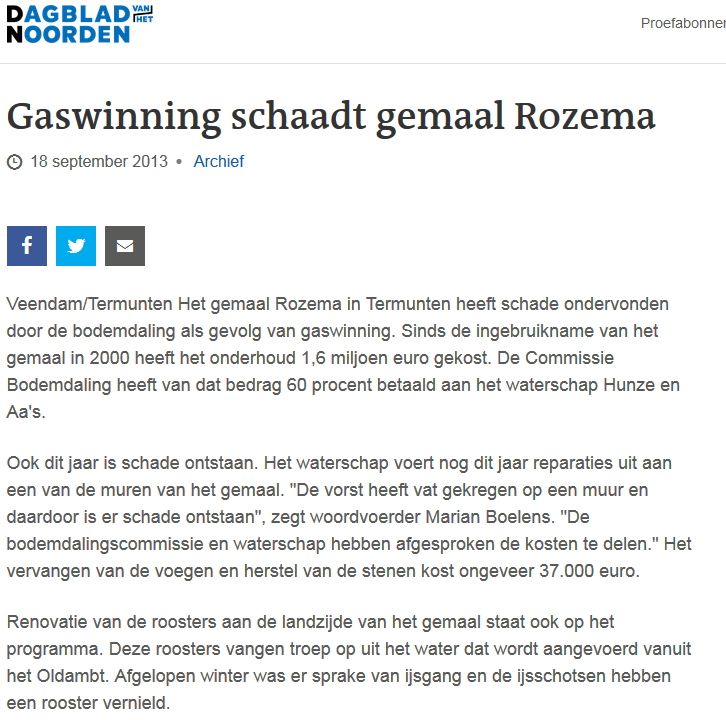 DAGBLAD VAN HET
NOORDEN
Proefabonner
Gaswinning schaadt gemaal Rozema
18 september 2013 • Archief
Veendam/Termunten Het gemaal Rozema in Termunten heeft schade ondervonden
door de bodemdaling als gevolg van gaswinning. Sinds de ingebruikname van het
gemaal in 2000 heeft het onderhoud 1,6 miljoen euro gekost. De Commissie
Bodemdaling heeft van dat bedrag 60 procent betaald aan het waterschap Hunze en
Aa's.
Ook dit jaar is schade ontstaan. Het waterschap voert nog dit jaar reparaties uit aan
een van de muren van het gemaal. "De vorst heeft vat gekregen op een muur en
daardoor is er schade ontstaan", zegt woordvoerder Marian Boelens. "De
bodemdalingscommissie en waterschap hebben afgesproken de kosten te delen." Het
vervangen van de voegen en herstel van de stenen kost ongeveer 37.000 euro.
Renovatie van de roosters aan de landzijde van het gemaal staat ook op het
programma. Deze roosters vangen troep op uit het water dat wordt aangevoerd vanuit
het Oldambt. Afgelopen winter was er sprake van ijsgang en de ijsschotsen hebben
een rooster vernield.